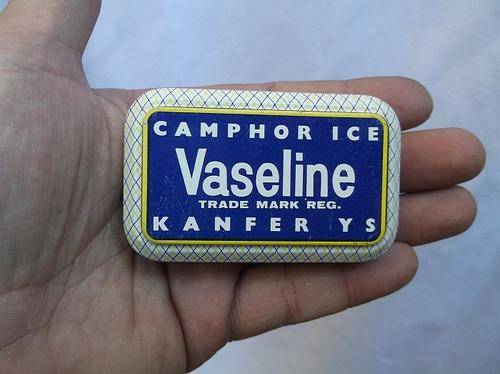 CAMPHOR ICE
Vaseline
TRADE MARK REG.
KANFER YS